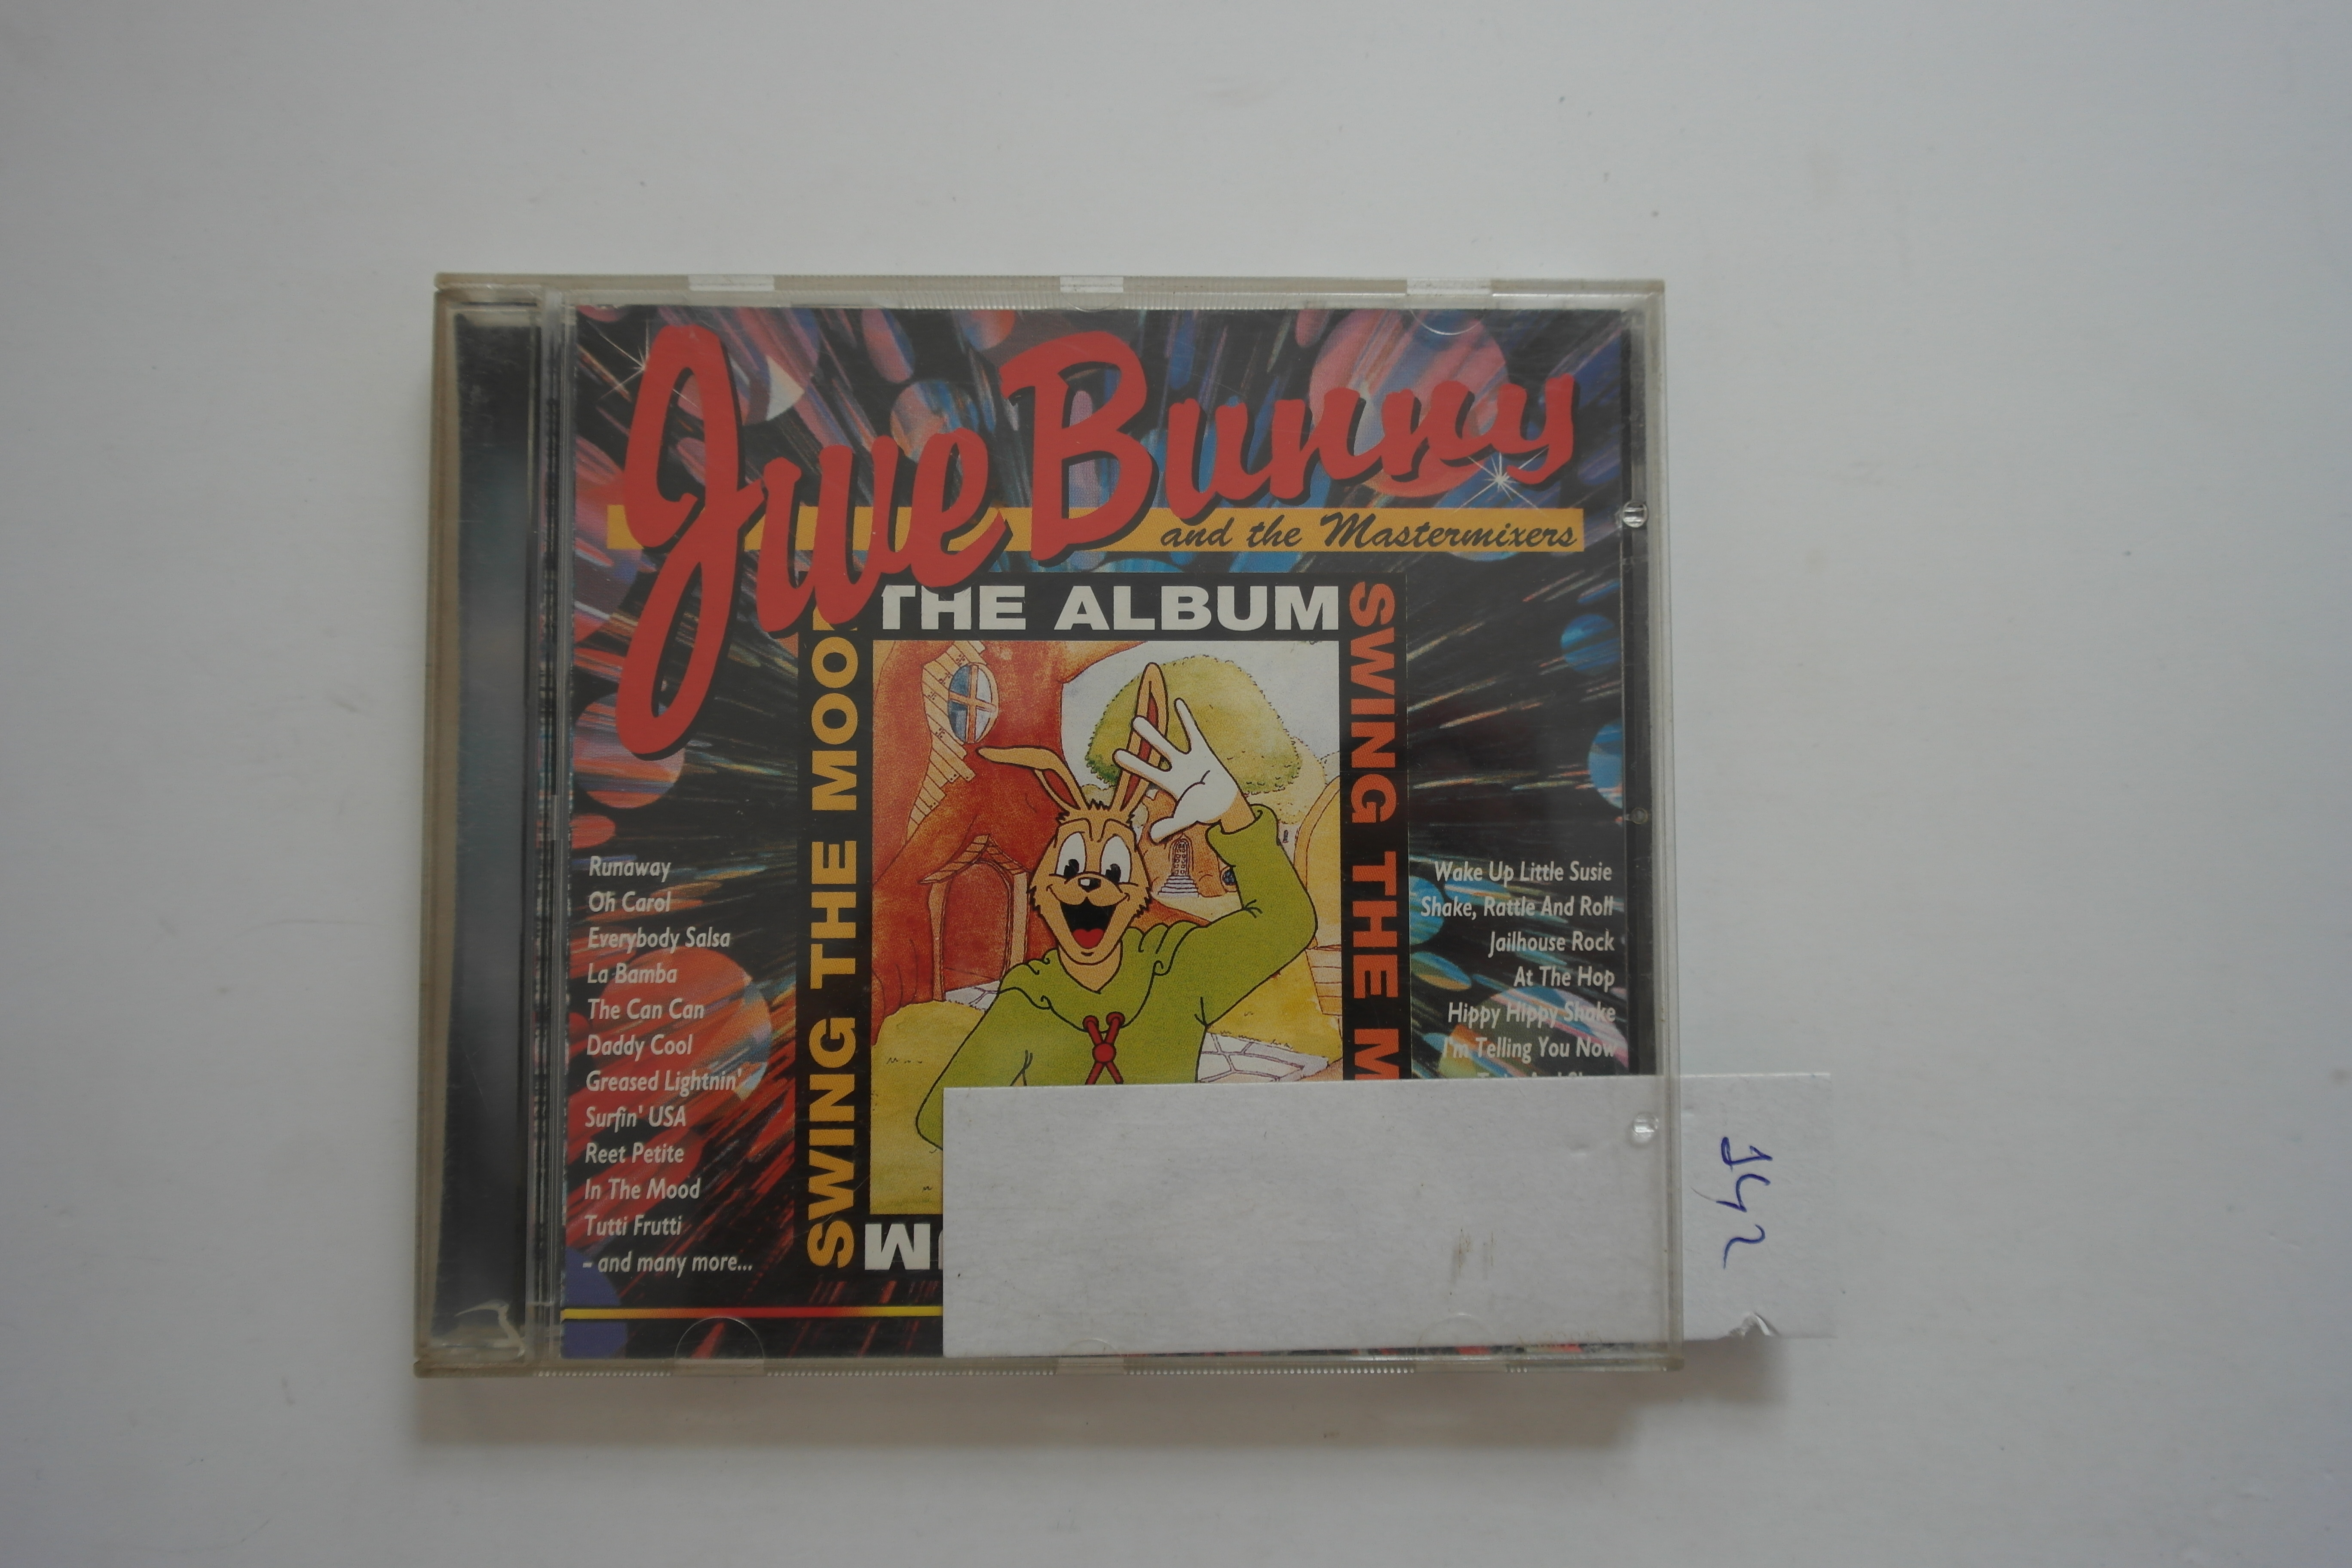 Jive Bunny
and the Mastermixers
THE ALBUM
SWING THE MOO
SWING THE M
Runaway
Oh Carol
Everybody Salsa
La Bamba
The Can Can
Daddy Cool
Greased Lightnin'
Surfin' USA
Reet Petite
In The Mood
Tutti Frutti
- and many more...
Wake Up Little Susie
Shake, Rattle And Roll
Jailhouse Rock
At The Hop
Hippy Hippy Shake
I'm Telling You Now
142